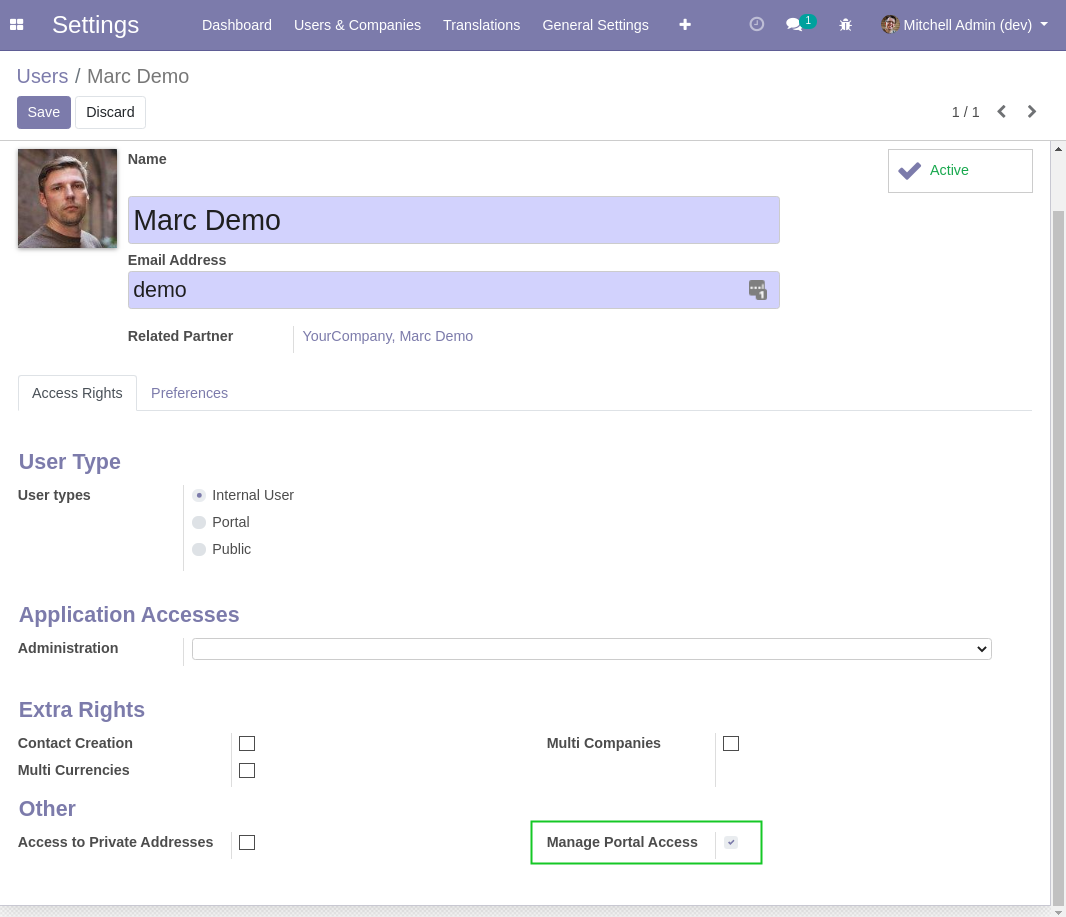 Settings Dashboard Users & Companies Translations General Settings 1 Mitchell Admin (dev)
Users / Marc Demo
Save Discard 1 / 1
Name
Active
Marc Demo
Email Address
demo 1
Related Partner YourCompany, Marc Demo
Access Rights Preferences
User Type
User types Internal User
Portal
Public
Application Accesses
Administration
Extra Rights
Contact Creation Multi Companies
Multi Currencies
Other
Access to Private Addresses Manage Portal Access